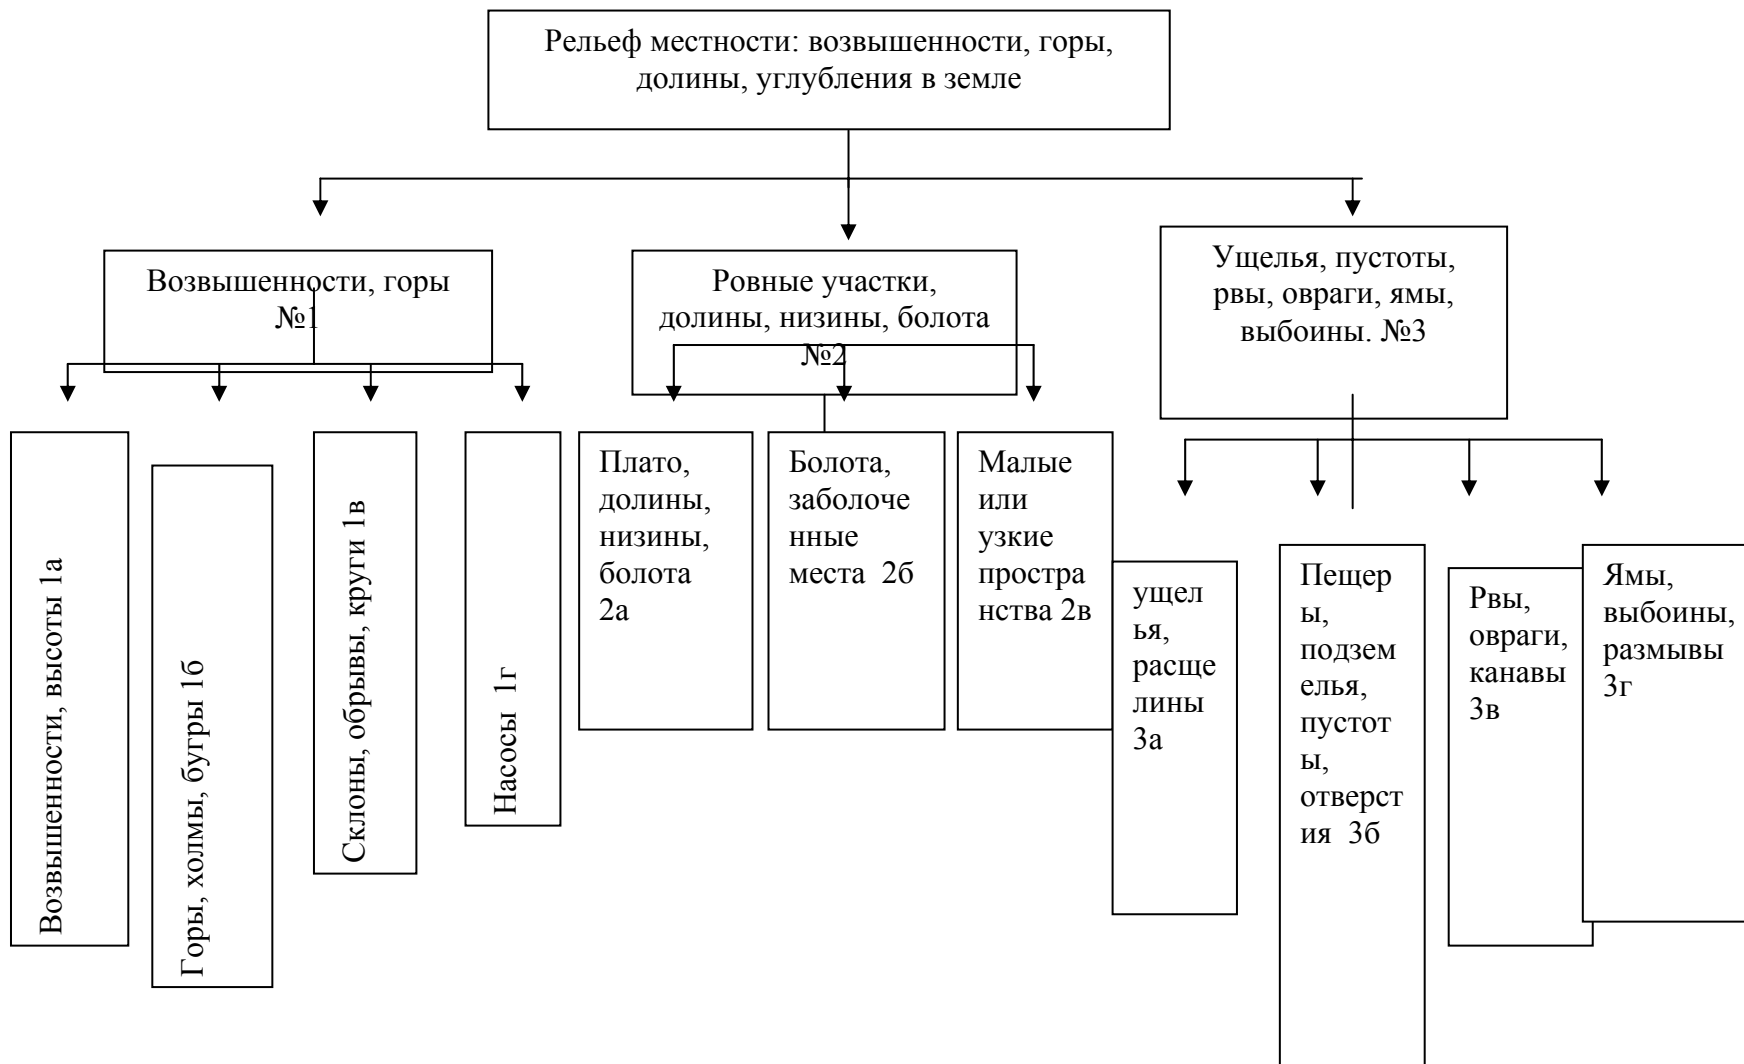 Рельеф местности: возвышенности, горы,
долины, углубления в земле
Возвышенности, горы
№1
Ровные участки,
долины, низины, болота
№2
Ущелья, пустоты,
рвы, овраги, ямы,
выбоины. №3
Возвышенности, высоты 1а
Горы, холмы, бугры 1б
Склоны, обрывы, круги 1в
Насосы  1г
Плато,
долины,
низины,
болота
2а
Болота,
заболоче
нные
места  2б
Малые
или
узкие
простра
нства 2в
ущел
ья,
расще
лины
3а
Пещер
ы,
подзем
елья,
пустот
ы,
отверст
ия  3б
Рвы,
овраги,
канавы
3в
Ямы,
выбоины,
размывы
3г